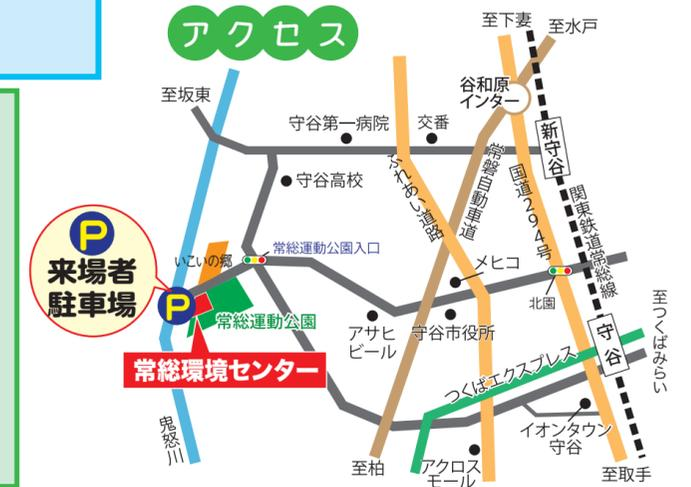 アクセス
至下妻
至水戸
至坂東
谷和原
インター
守谷第一病院
交番
新守谷
守谷高校
ふれあい道路
常磐自動車道
国道294号
関東鉄道常総線
P
来場者
駐車場
いこいの郷
常総運動公園入口
メヒコ
北園
P
常総運動公園
アサヒ
ビール
守谷市役所
至つくばみらい
守谷
常総環境センター
つくばエクスプレス
鬼怒川
イオンタウン
守谷
至柏
アクロス
モール
至取手